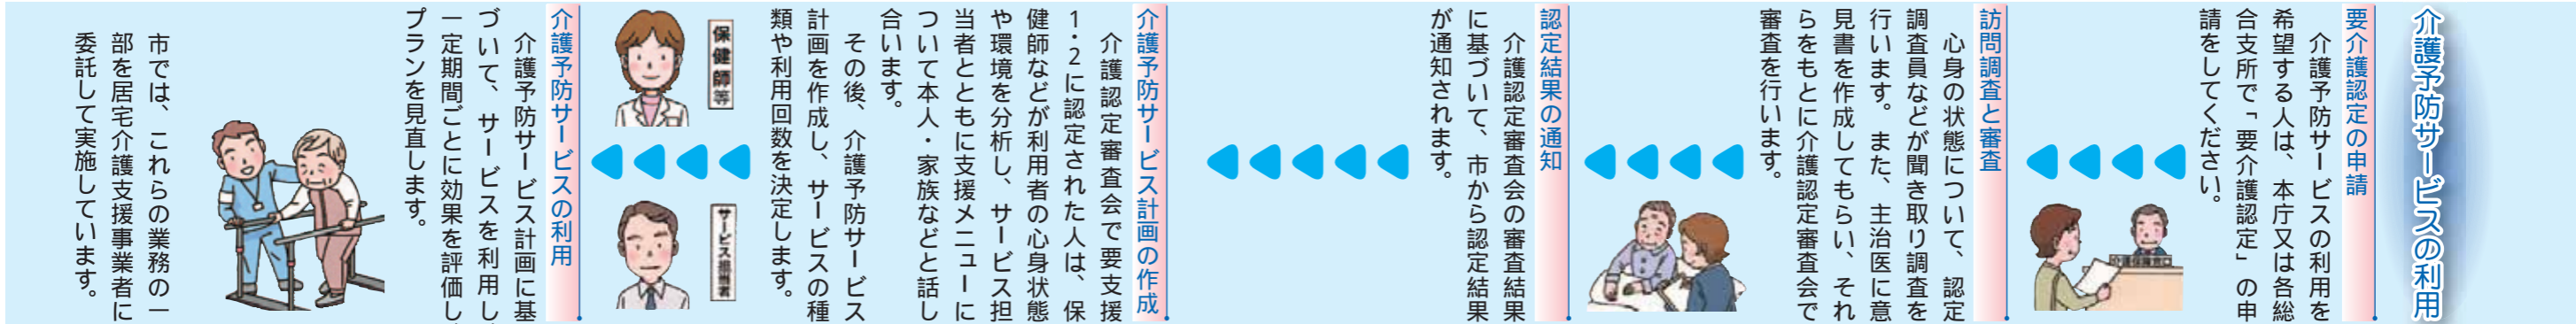 介護予防サービスの利用
要介護認定の申請
介護予防サービスの利用を
希望する人は、本庁又は各総
合支所で「要介護認定」の申
請をしてください。
介護保険窓口
訪問調査と審査
心身の状態について、認定
調査員などが聞き取り調査を
行います。また、主治医に意
見書を作成してもらい、それ
らをもとに介護認定審査会で
審査を行います。
認定結果の通知
介護認定審査会の審査結果
に基づいて、市から認定結果
が通知されます。
介護予防サービス計画の作成
介護認定審査会で要支援
1・2に認定された人は、保
健師などが利用者の心身状態
や環境を分析し、サービス担
当者とともに支援メニューに
ついて本人・家族などと話し
合います。
その後、介護予防サービス
計画を作成し、サービスの種
類や利用回数を決定します。
保健師等
サービス担当者
介護予防サービスの利用
介護予防サービス計画に基
づいて、サービスを利用し、
一定期間ごとに効果を評価し、
プランを見直します。
市では、これらの業務の一
部を居宅介護支援事業者に
委託して実施しています。